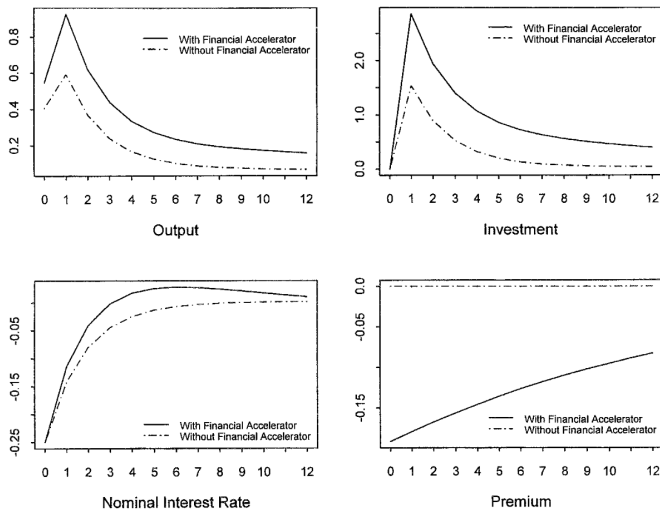 0.8
0.6
0.4
0.2
With Financial Accelerator
Without Financial Accelerator
0 1 2 3 4 5 6 7 8 9 10 12
Output
2.0
1.0
0.0
With Financial Accelerator
Without Financial Accelerator
0 1 2 3 4 5 6 7 8 9 10 12
Investment
-0.05
-0.15
-0.25
With Financial Accelerator
Without Financial Accelerator
0 1 2 3 4 5 6 7 8 9 10 12
Nominal Interest Rate
0.0
-0.05
-0.15
With Financial Accelerator
Without Financial Accelerator
0 1 2 3 4 5 6 7 8 9 10 12
Premium